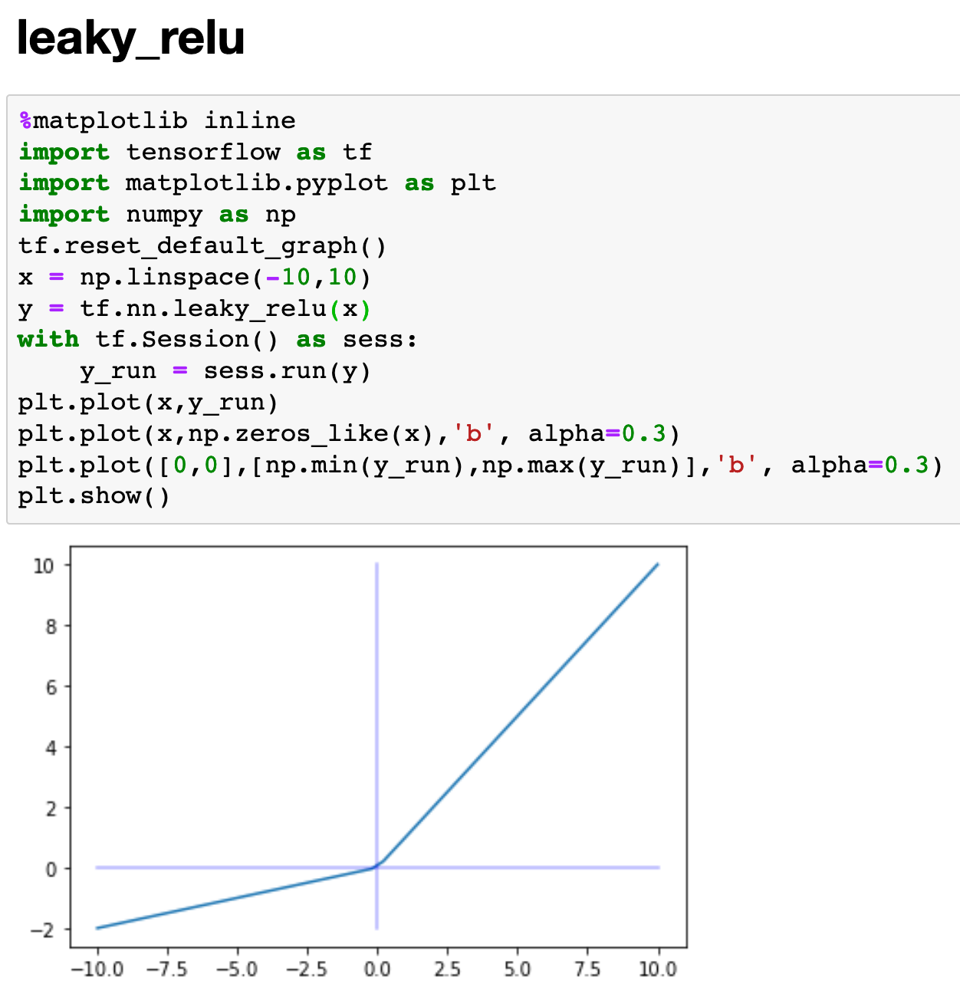 leaky_relu
%matplotlib inline
import tensorflow as tf
import matplotlib.pyplot as plt
import numpy as np
tf.reset_default_graph()
x = np.linspace(-10,10)
y = tf.nn.leaky_relu(x)
with tf.Session() as sess:
    y_run = sess.run(y)
plt.plot(x,y_run)
plt.plot(x,np.zeros_like(x),'b', alpha=0.3)
plt.plot([0,0],[np.min(y_run),np.max(y_run)],'b', alpha=0.3)
plt.show()
10
8
6
4
2
0
−2
−10.0 −7.5 −5.0 −2.5 0.0 2.5 5.0 7.5 10.0